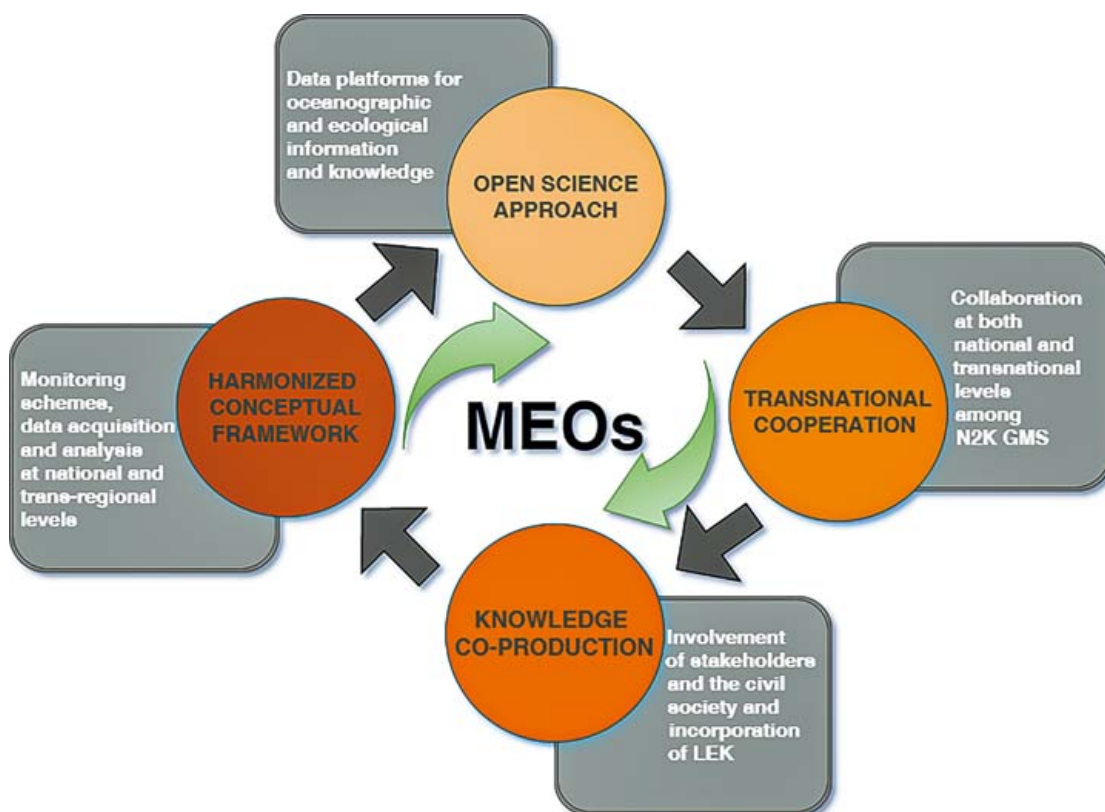 Data platforms for
oceanographic
and ecological
information
and knowledge
OPEN SCIENCE
APPROACH
Collaboration
at both
national and
transnational
levels
among
N2K GMS
TRANSNATIONAL
COOPERATION
Monitoring
schemes,
data acquisition
and analysis
at national and
trans-regional
levels
HARMONIZED
CONCEPTUAL
FRAMEWORK
MEOs
KNOWLEDGE
CO-PRODUCTION
Involvement
of stakeholders
and the civil
society and
incorporation
of LEK